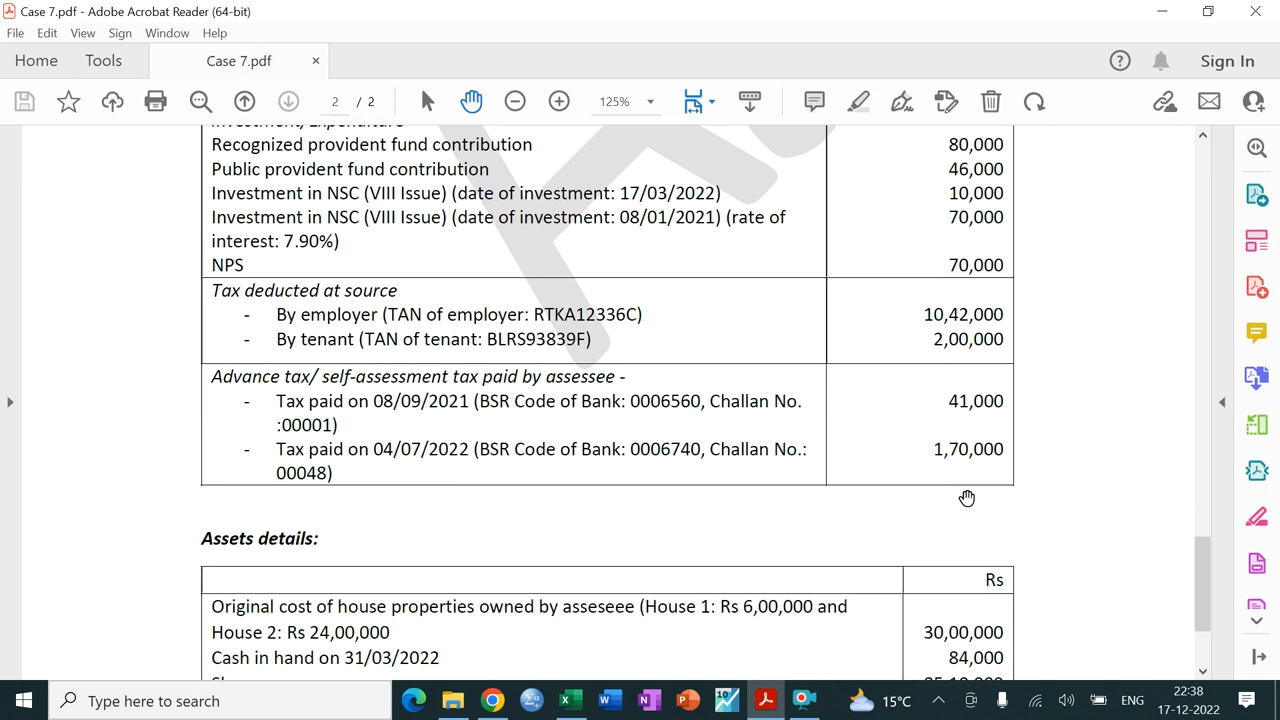 Case 7.pdf - Adobe Acrobat Reader (64-bit)
File Edit View Sign Window Help
Home Tools Case 7.pdf × Sign In
2 / 2 125%
Investment/Expenditure
Recognized provident fund contribution 80,000
Public provident fund contribution 46,000
Investment in NSC (VIII Issue) (date of investment: 17/03/2022) 10,000
Investment in NSC (VIII Issue) (date of investment: 08/01/2021) (rate of 70,000
interest: 7.90%)
NPS 70,000
Tax deducted at source
- By employer (TAN of employer: RTKA12336C) 10,42,000
- By tenant (TAN of tenant: BLRS93839F) 2,00,000
Advance tax/ self-assessment tax paid by assessee -
- Tax paid on 08/09/2021 (BSR Code of Bank: 0006560, Challan No. 41,000
:00001)
- Tax paid on 04/07/2022 (BSR Code of Bank: 0006740, Challan No.: 1,70,000
00048)
Assets details:
Rs
Original cost of house properties owned by asseseee (House 1: Rs 6,00,000 and
House 2: Rs 24,00,000 30,00,000
Cash in hand on 31/03/2022 84,000
Type here to search
15°C ENG 22:38
17-12-2022